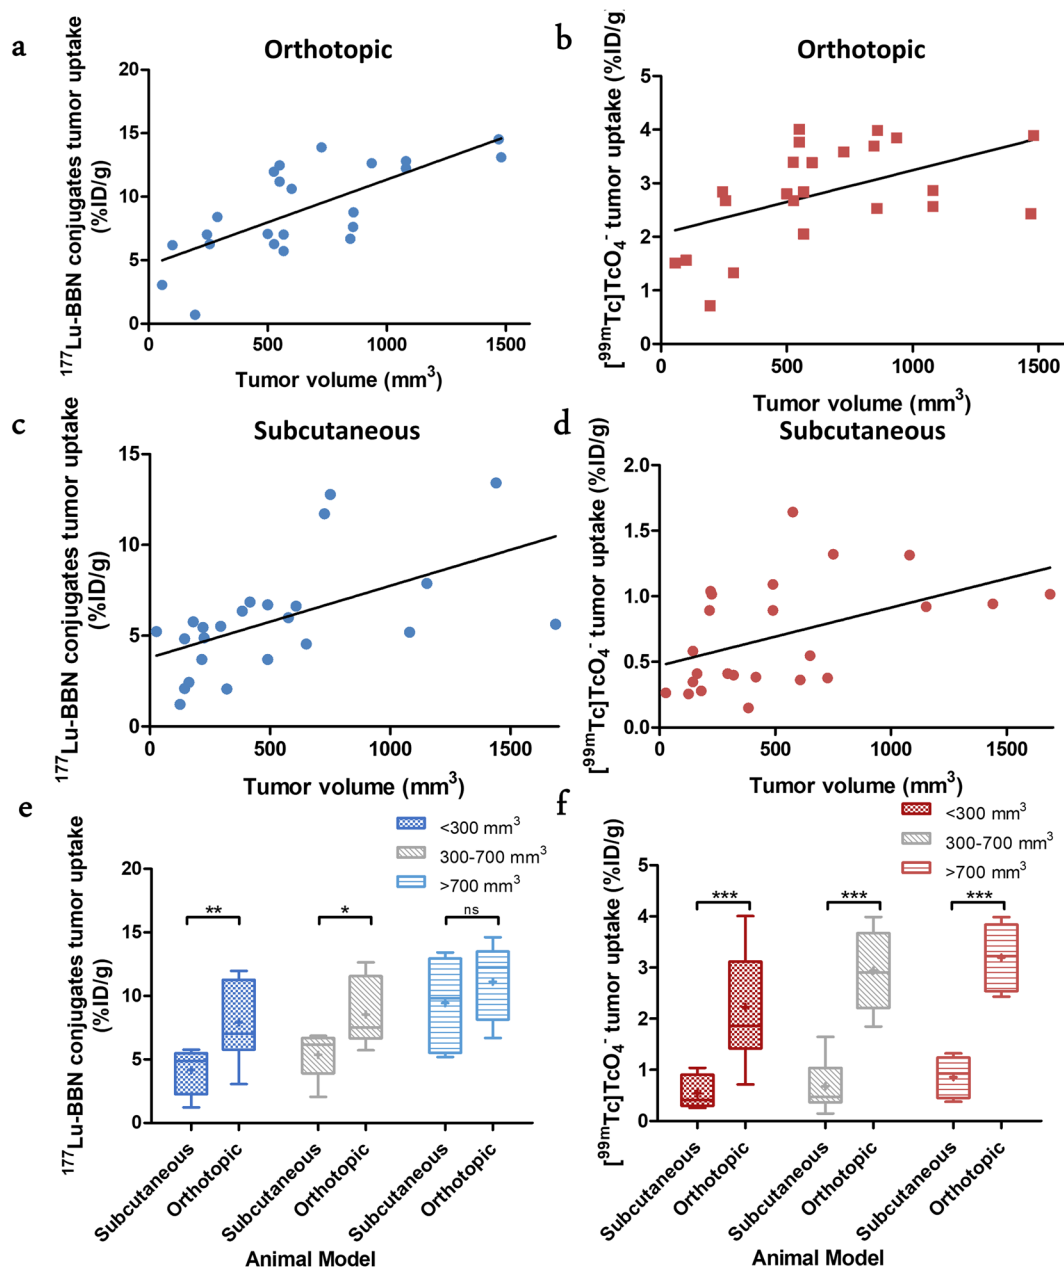 a
Orthotopic
¹⁷⁷Lu-BBN conjugates tumor uptake
(%ID/g)
20
15
10
5
0
0 500 1000 1500
Tumor volume (mm³)
b
Orthotopic
[⁹⁹ᵐTc]TcO₄⁻ tumor uptake (%ID/g)
5
4
3
2
1
0
0 500 1000 1500
Tumor volume (mm³)
c
Subcutaneous
¹⁷⁷Lu-BBN conjugates tumor uptake
(%ID/g)
15
10
5
0
0 500 1000 1500
Tumor volume (mm³)
d
Subcutaneous
[⁹⁹ᵐTc]TcO₄⁻ tumor uptake (%ID/g)
2.0
1.5
1.0
0.5
0.0
0 500 1000 1500
Tumor volume (mm³)
e
<300 mm³
300-700 mm³
>700 mm³
¹⁷⁷Lu-BBN conjugates tumor uptake
(%ID/g)
20
15
10
5
0
** * ns
Subcutaneous
Orthotopic
Subcutaneous
Orthotopic
Subcutaneous
Orthotopic
Animal Model
f
<300 mm³
300-700 mm³
>700 mm³
[⁹⁹ᵐTc]TcO₄⁻ tumor uptake (%ID/g)
5
4
3
2
1
0
*** *** ***
Subcutaneous
Orthotopic
Subcutaneous
Orthotopic
Subcutaneous
Orthotopic
Animal Model